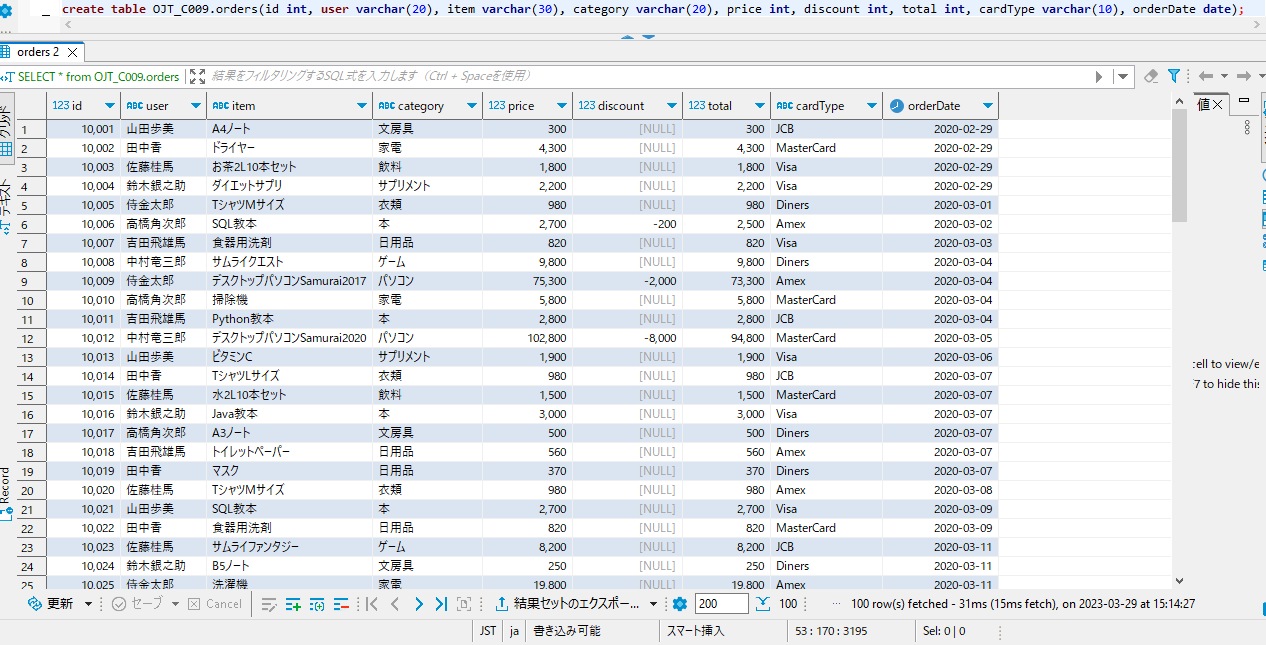 create table OJT_C009.orders(id int, user varchar(20), item varchar(30), category varchar(20), price int, discount int, total int, cardType varchar(10), orderDate date);
orders 2
SELECT * from OJT_C009.orders 結果をフィルタリングするSQL式を入力します（Ctrl + Spaceを使用）
グリッド
テキスト
Record
値
123 id ABC user ABC item ABC category 123 price 123 discount 123 total ABC cardType orderDate
1 10,001 山田歩美 A4ノート 文房具 300 [NULL] 300 JCB 2020-02-29
2 10,002 田中香 ドライヤー 家電 4,300 [NULL] 4,300 MasterCard 2020-02-29
3 10,003 佐藤桂馬 お茶2L10本セット 飲料 1,800 [NULL] 1,800 Visa 2020-02-29
4 10,004 鈴木銀之助 ダイエットサプリ サプリメント 2,200 [NULL] 2,200 Visa 2020-02-29
5 10,005 侍金太郎 TシャツMサイズ 衣類 980 [NULL] 980 Diners 2020-03-01
6 10,006 高橋角次郎 SQL教本 本 2,700 -200 2,500 Amex 2020-03-02
7 10,007 吉田飛雄馬 食器用洗剤 日用品 820 [NULL] 820 Visa 2020-03-03
8 10,008 中村竜三郎 サムライクエスト ゲーム 9,800 [NULL] 9,800 Diners 2020-03-04
9 10,009 侍金太郎 デスクトップパソコンSamurai2017 パソコン 75,300 -2,000 73,300 Amex 2020-03-04
10 10,010 高橋角次郎 掃除機 家電 5,800 [NULL] 5,800 MasterCard 2020-03-04
11 10,011 吉田飛雄馬 Python教本 本 2,800 [NULL] 2,800 JCB 2020-03-04
12 10,012 中村竜三郎 デスクトップパソコンSamurai2020 パソコン 102,800 -8,000 94,800 MasterCard 2020-03-05
13 10,013 山田歩美 ビタミンC サプリメント 1,900 [NULL] 1,900 Visa 2020-03-06
14 10,014 田中香 TシャツLサイズ 衣類 980 [NULL] 980 JCB 2020-03-07
15 10,015 佐藤桂馬 水2L10本セット 飲料 1,500 [NULL] 1,500 MasterCard 2020-03-07
16 10,016 鈴木銀之助 Java教本 本 3,000 [NULL] 3,000 Visa 2020-03-07
17 10,017 高橋角次郎 A3ノート 文房具 500 [NULL] 500 Diners 2020-03-07
18 10,018 吉田飛雄馬 トイレットペーパー 日用品 560 [NULL] 560 Amex 2020-03-07
19 10,019 田中香 マスク 日用品 370 [NULL] 370 Diners 2020-03-07
20 10,020 佐藤桂馬 TシャツMサイズ 衣類 980 [NULL] 980 Amex 2020-03-08
21 10,021 山田歩美 SQL教本 本 2,700 [NULL] 2,700 Visa 2020-03-09
22 10,022 田中香 食器用洗剤 日用品 820 [NULL] 820 MasterCard 2020-03-09
23 10,023 佐藤桂馬 サムライファンタジー ゲーム 8,200 [NULL] 8,200 JCB 2020-03-11
24 10,024 鈴木銀之助 B5ノート 文房具 250 [NULL] 250 Diners 2020-03-11
25 10,025 侍金太郎 洗濯機 家電 19,800 [NULL] 19,800 Amex 2020-03-11
:ell to view/e
7 to hide this
更新 セーブ Cancel 結果セットのエクスポー... 200 100 100 row(s) fetched - 31ms (15ms fetch), on 2023-03-29 at 15:14:27
JST ja 書き込み可能 スマート挿入 53 : 170 : 3195 Sel: 0 | 0